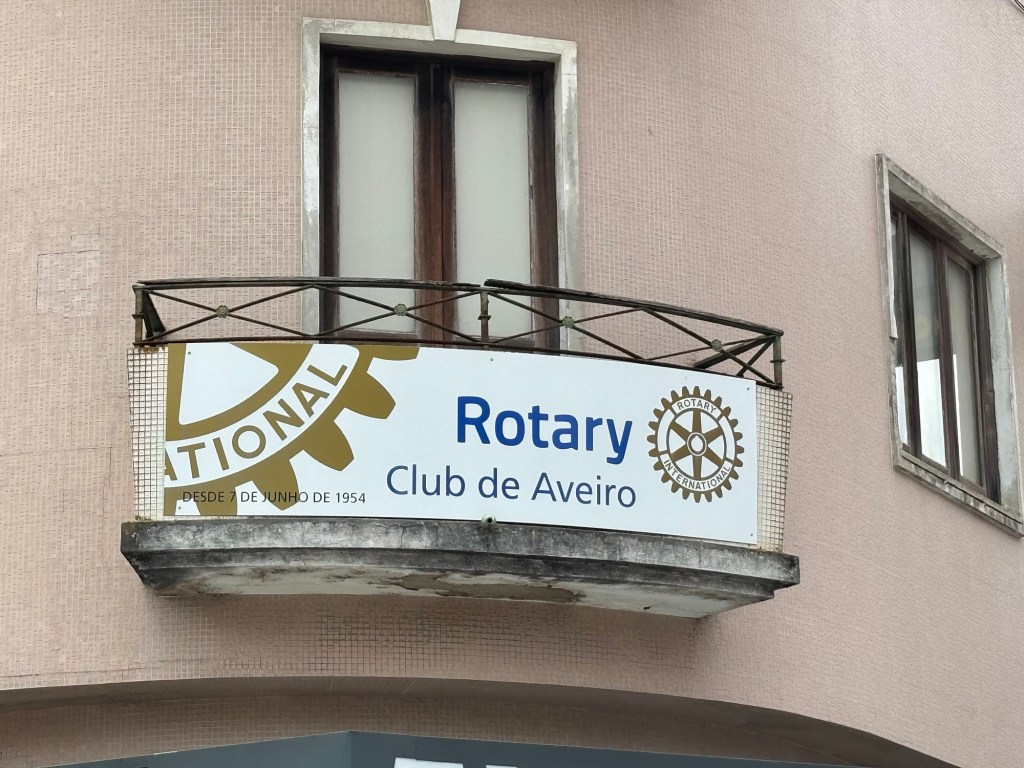 ATIONAL
DESDE 7 DE JUNHO DE 1954
Rotary
Club de Aveiro
ROTARY
INTERNATIONAL